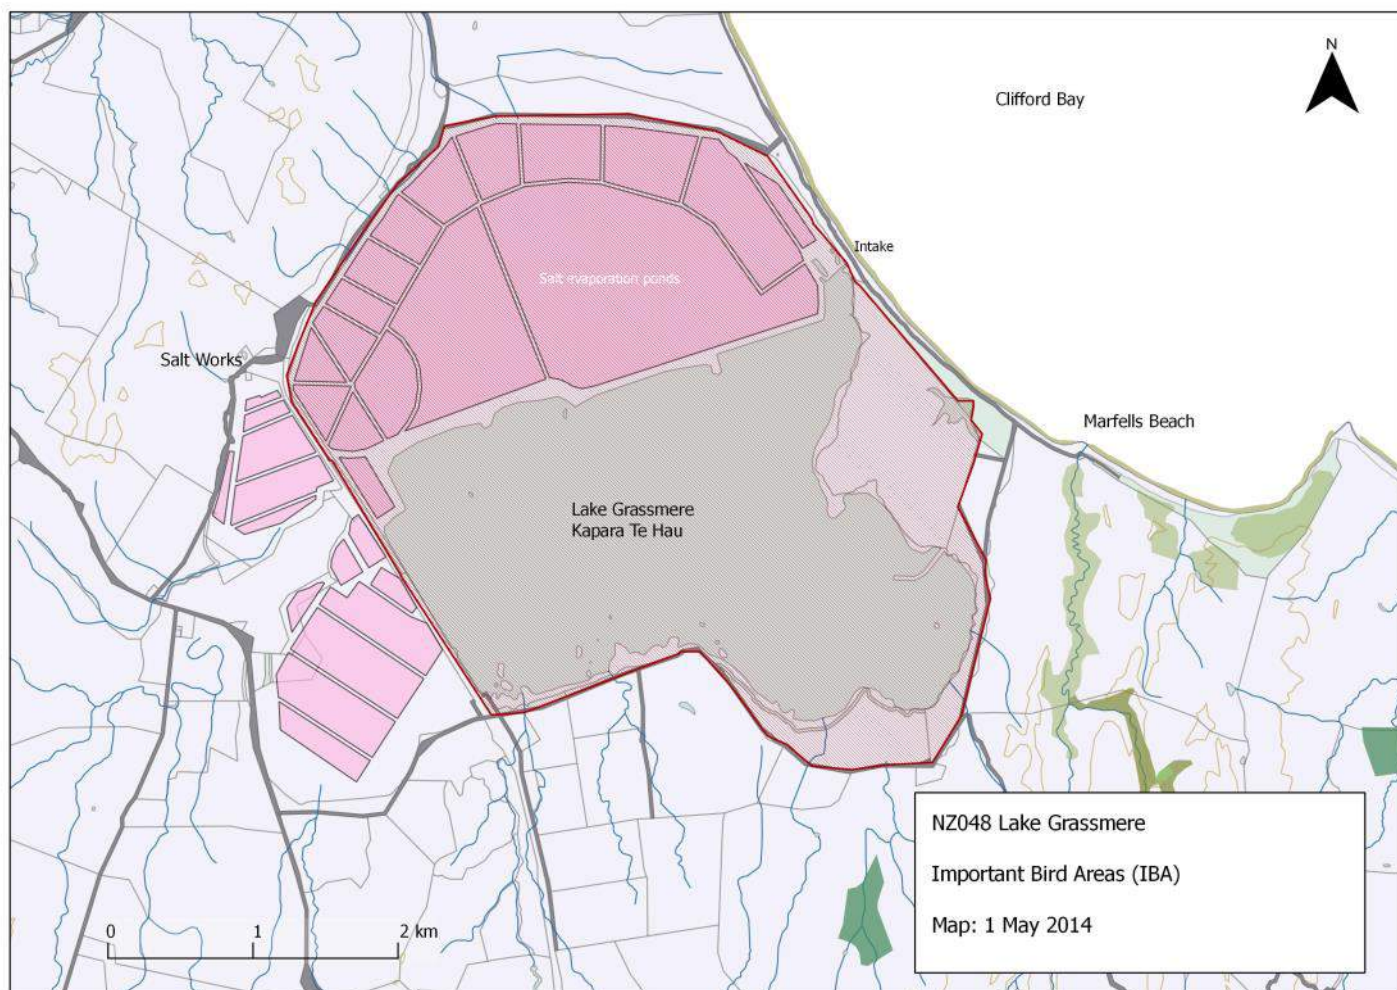 N
Clifford Bay
Intake
Salt evaporation ponds
Salt Works
Marfells Beach
Lake Grassmere
Kapara Te Hau
NZ048 Lake Grassmere
Important Bird Areas (IBA)
Map: 1 May 2014
0 1 2 km